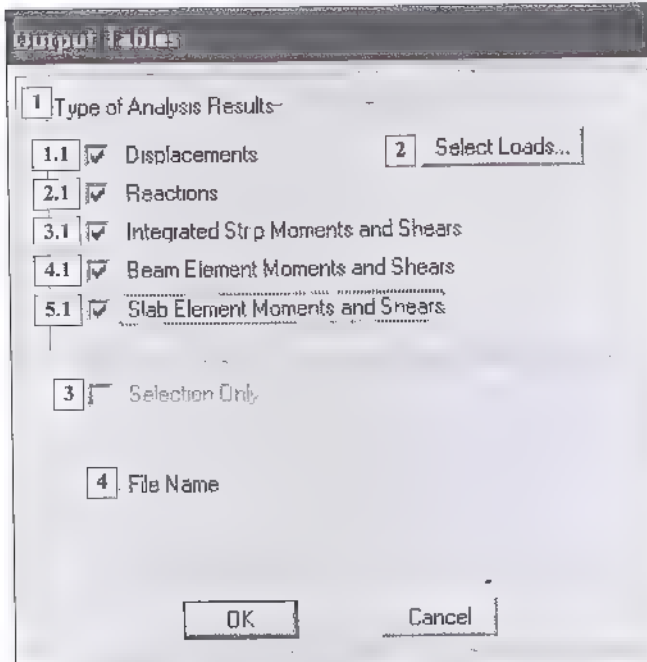 Output Tables
1 Type of Analysis Results
1.1 Displacements
2 Select Loads...
2.1 Reactions
3.1 Integrated Strip Moments and Shears
4.1 Beam Element Moments and Shears
5.1 Slab Element Moments and Shears
3 Selection Only
4 File Name
OK Cancel